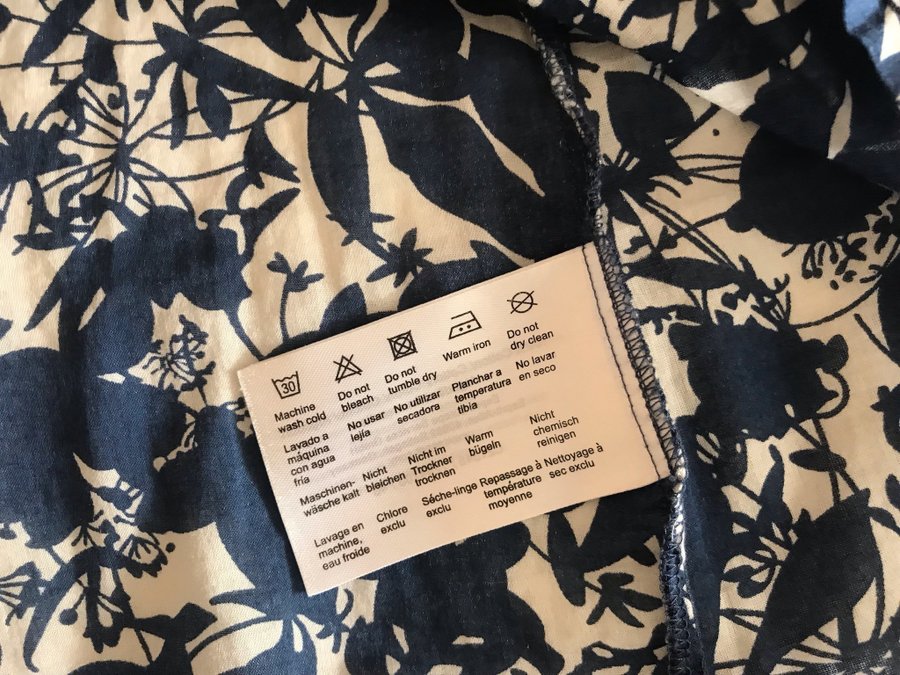 30
Machine
wash cold
Do not
bleach
Do not
tumble dry
Warm iron
Do not
dry clean
Lavado a
máquina
con agua
fría
No usar
lejía
No utilizar
secadora
Planchar a
temperatura
tibia
No lavar
en seco
Maschinen-
wäsche kalt
Nicht
bleichen
Nicht im
Trockner
trocknen
Warm
bügeln
Nicht
chemisch
reinigen
Lavage en
machine,
eau froide
Chlore
exclu
Séche-linge
exclu
Repassage à
température
moyenne
Nettoyage à
sec exclu